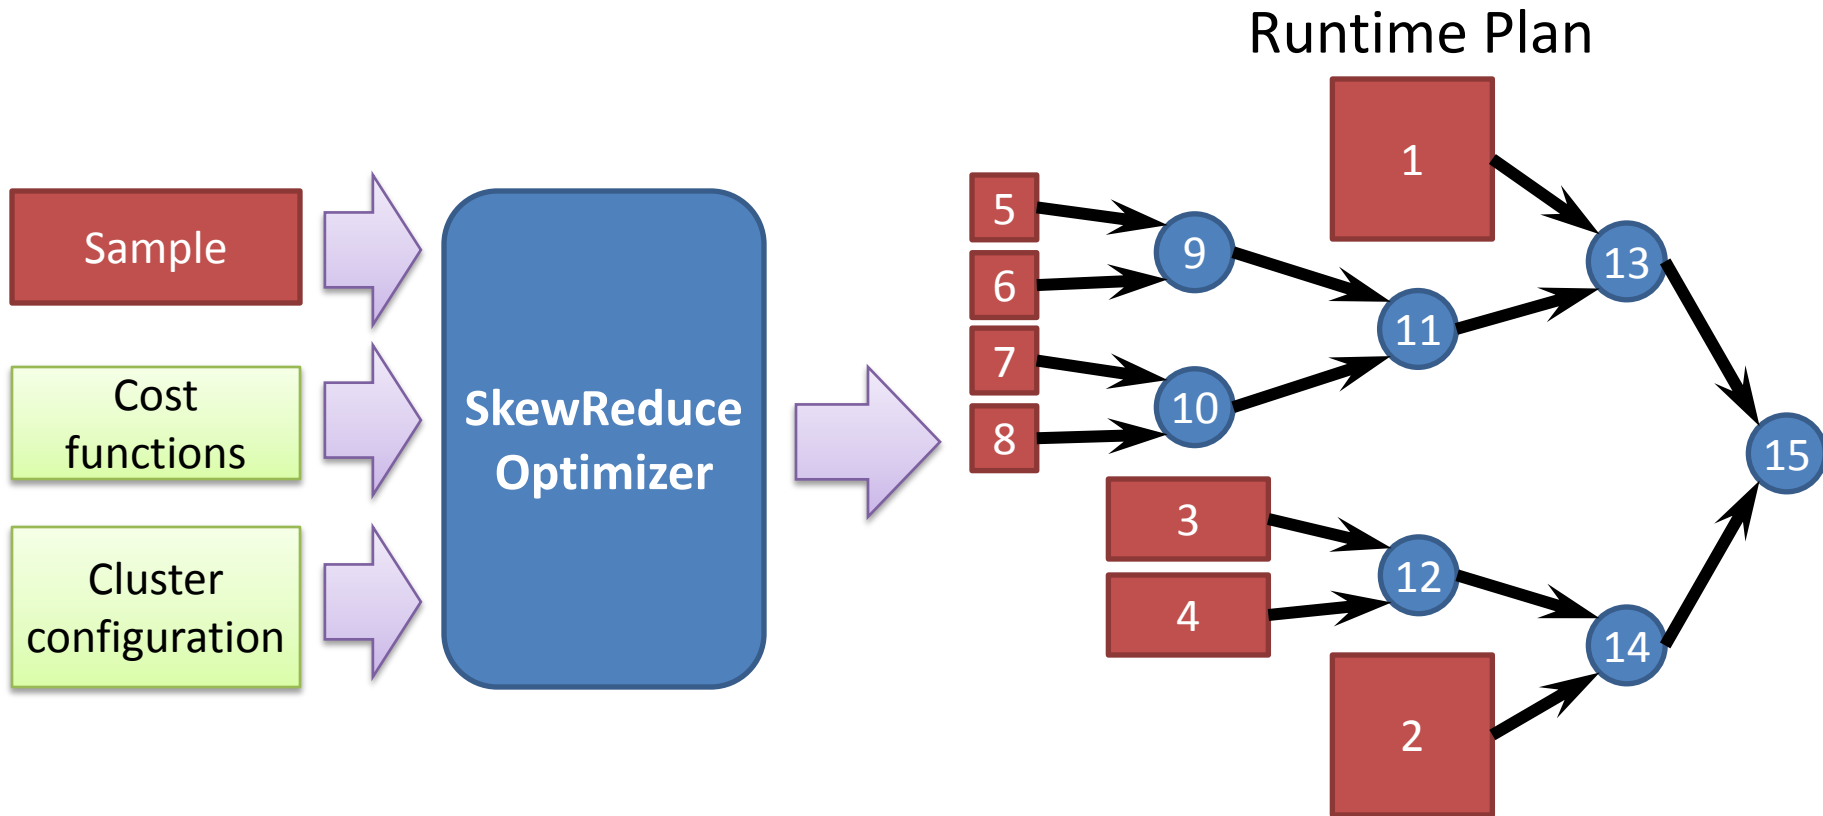 Runtime Plan
Sample
Cost
functions
Cluster
configuration
SkewReduce
Optimizer
1
5
6
7
8
9
10
11
13
3
4
12
2
14
15